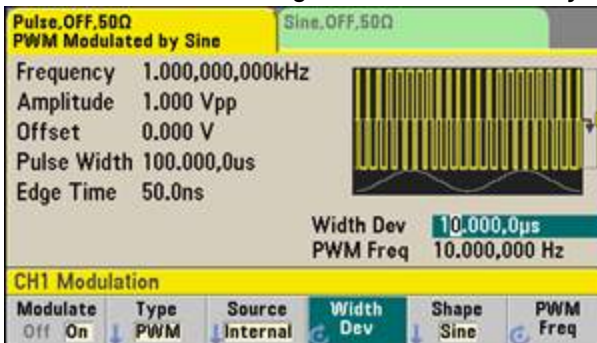 Pulse,OFF,50Ω
PWM Modulated by Sine
Sine,OFF,50Ω
Frequency 1.000,000,000kHz
Amplitude 1.000 Vpp
Offset 0.000 V
Pulse Width 100.000,0us
Edge Time 50.0ns
Width Dev 10.000,0µs
PWM Freq 10.000,000 Hz
CH1 Modulation
Modulate Type Source Width Shape PWM
Off On PWM Internal Dev Sine Freq